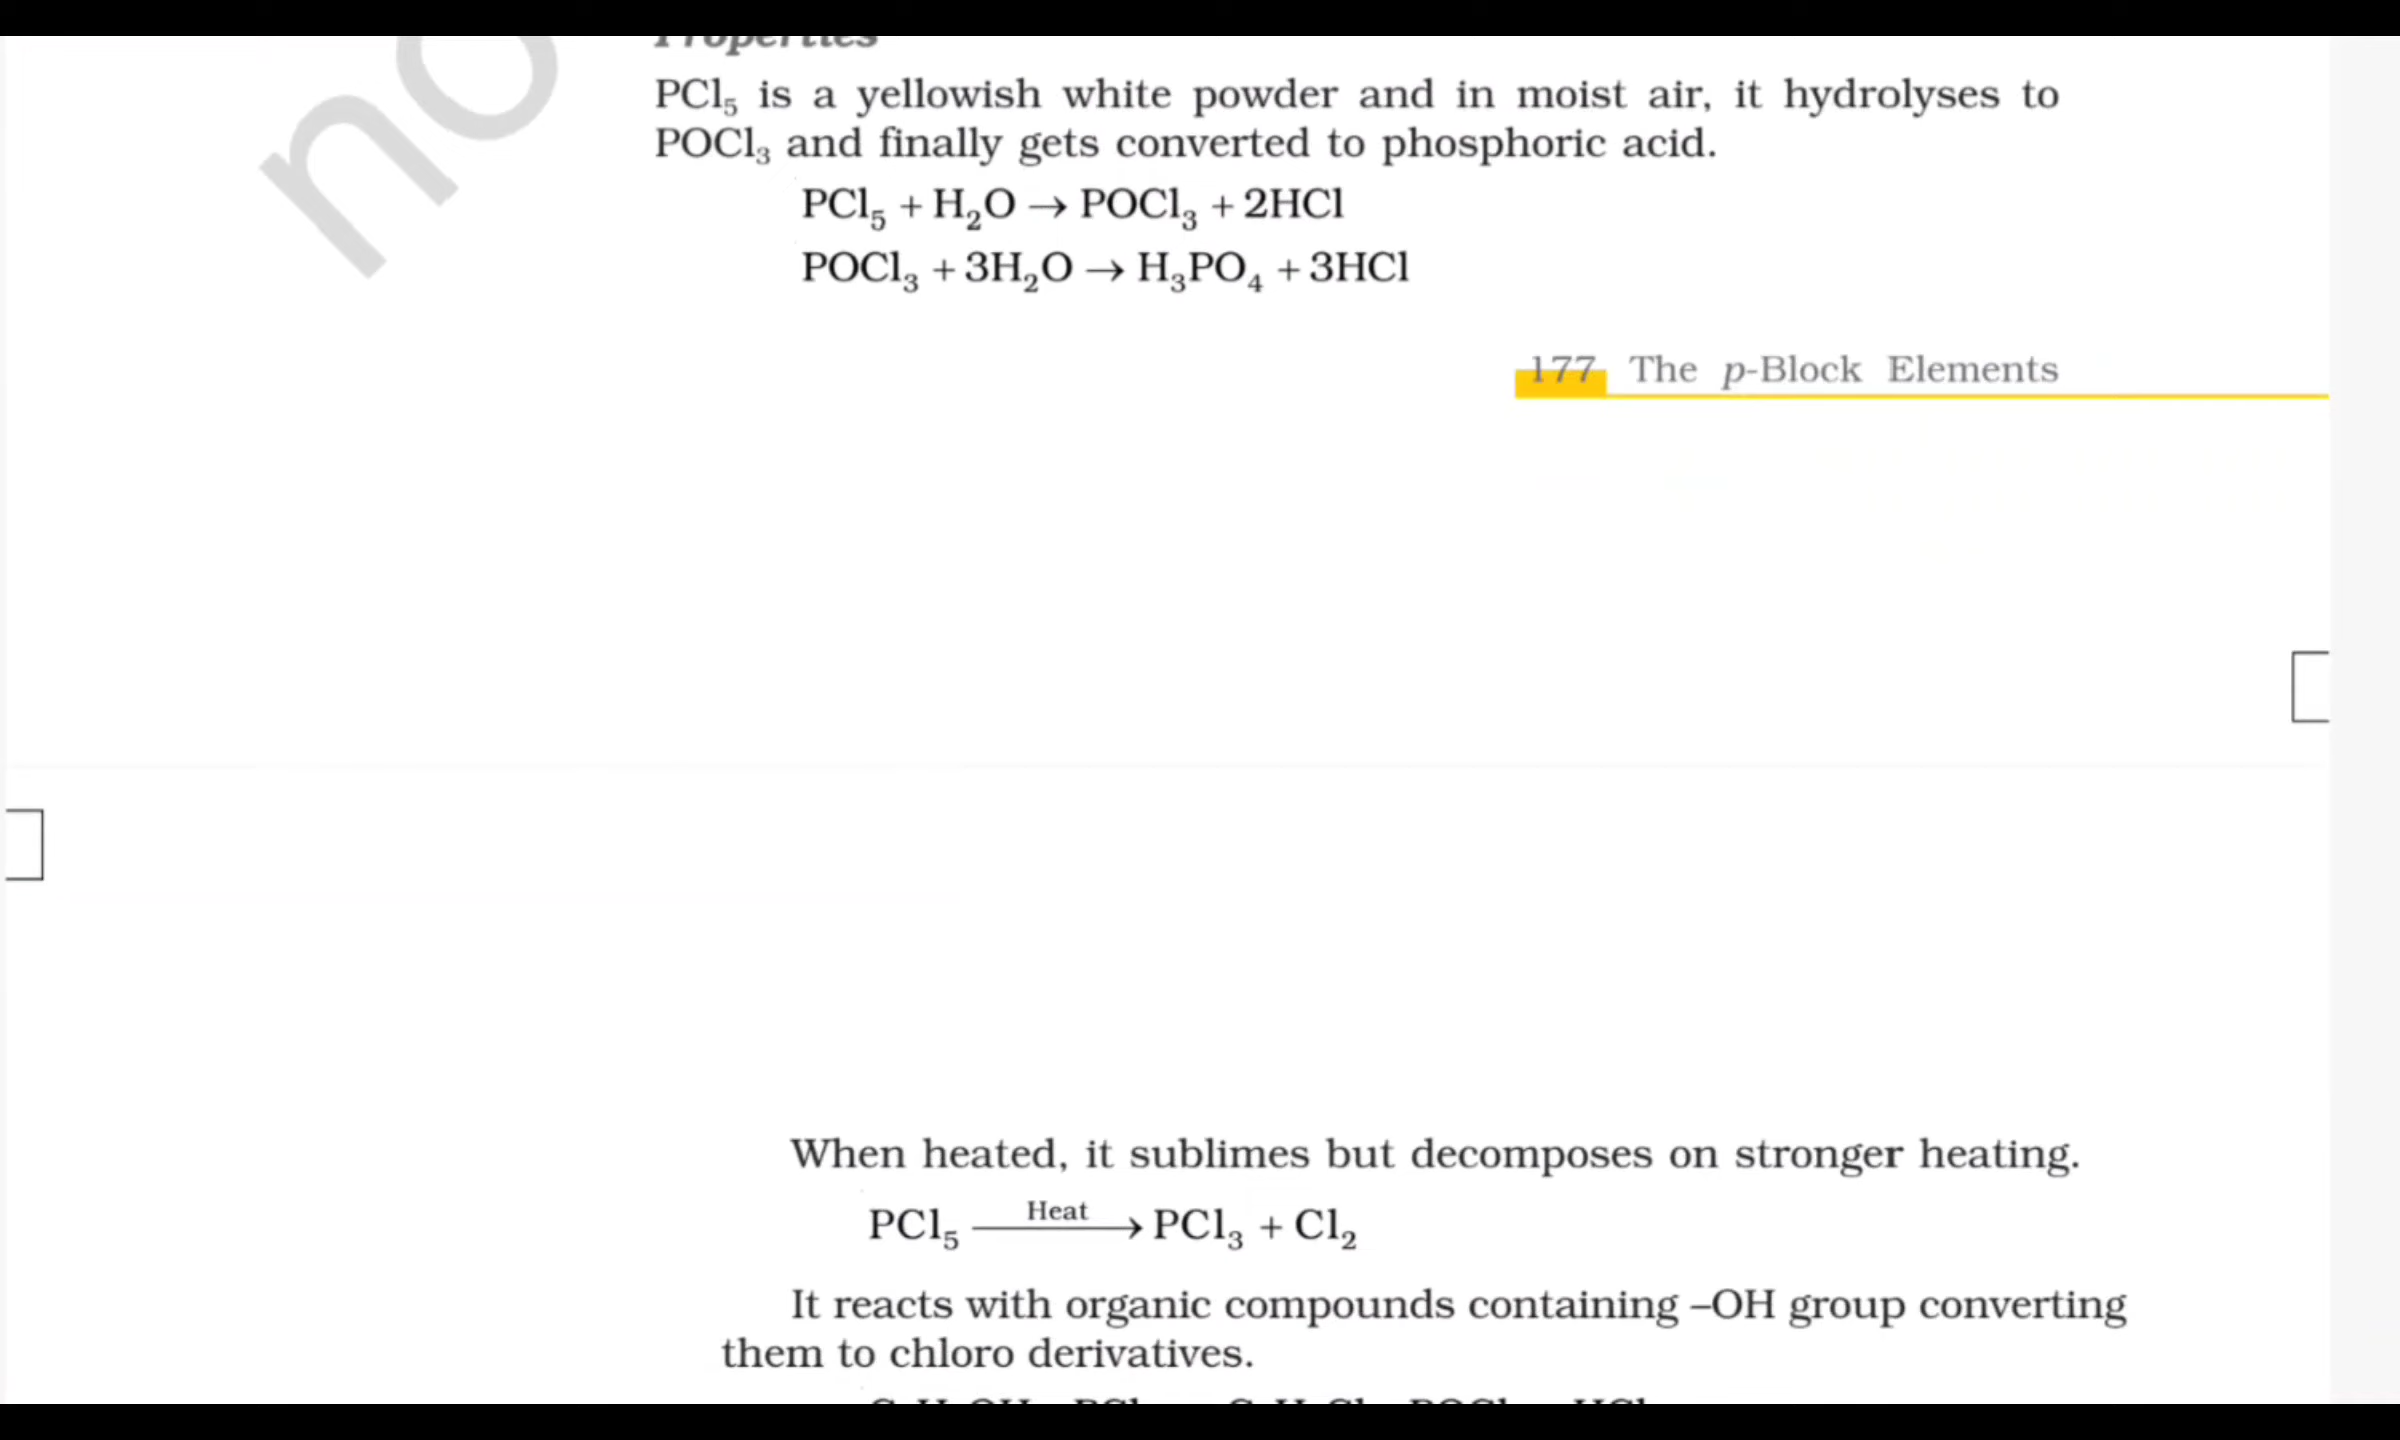 Properties
no
PCl₅ is a yellowish white powder and in moist air, it hydrolyses to
POCl₃ and finally gets converted to phosphoric acid.
PCl₅ + H₂O → POCl₃ + 2HCl
POCl₃ + 3H₂O → H₃PO₄ + 3HCl
177 The p-Block Elements
When heated, it sublimes but decomposes on stronger heating.
PCl₅ —Heat→ PCl₃ + Cl₂
It reacts with organic compounds containing –OH group converting
them to chloro derivatives.